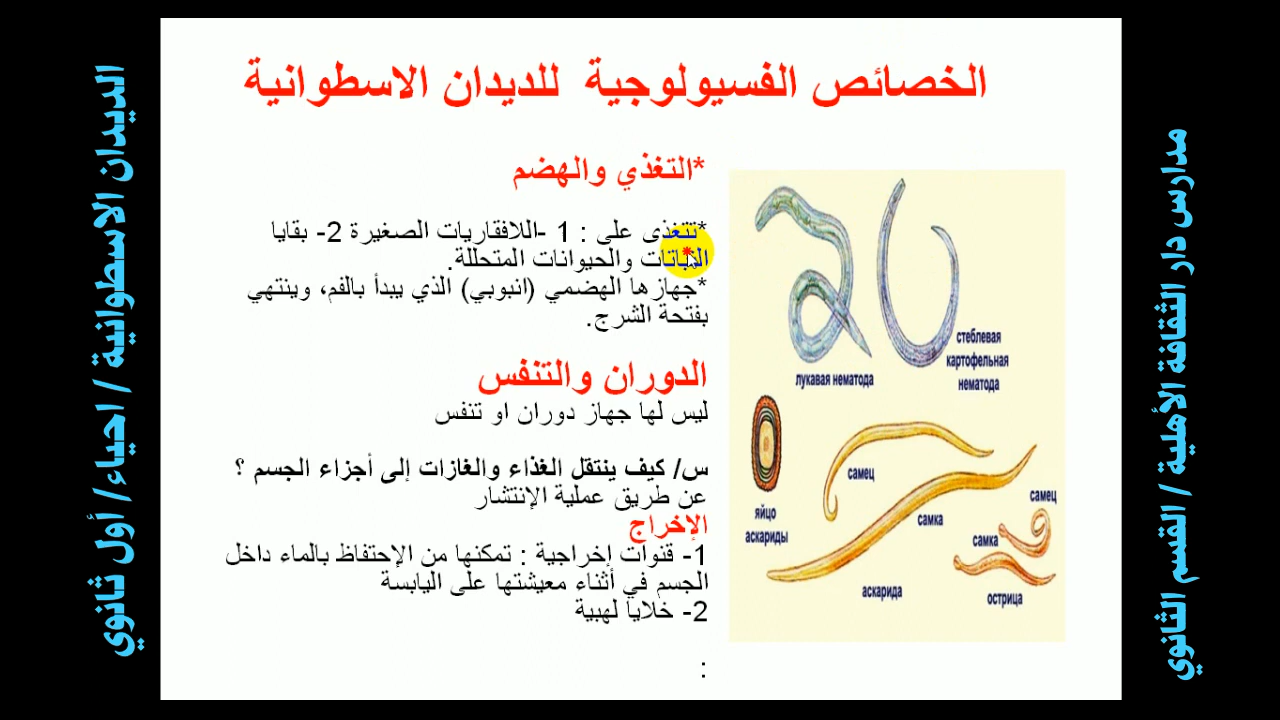 الخصائص الفسيولوجية للديدان الاسطوانية
*التغذي والهضم
*تتغذى على : 1 -اللافقاريات الصغيرة 2- بقايا
النباتات والحيوانات المتحللة.
*جهازها الهضمي (انبوبي) الذي يبدأ بالفم، وينتهي
بفتحة الشرج.
الدوران والتنفس
ليس لها جهاز دوران او تنفس
س/ كيف ينتقل الغذاء والغازات إلى أجزاء الجسم ؟
عن طريق عملية الإنتشار
الإخراج
1- قنوات إخراجية : تمكنها من الإحتفاظ بالماء داخل
الجسم في أثناء معيشتها على اليابسة
2- خلايا لهبية
:
стеблевая
картофельная
нематода
луковая нематода
самец
самка
яйцо
аскариды
аскарида
самец
самка
острица
مدارس دار الثقافة الأهلية / القسم الثانوي
الديدان الاسطوانية / احياء/ أول ثانوي